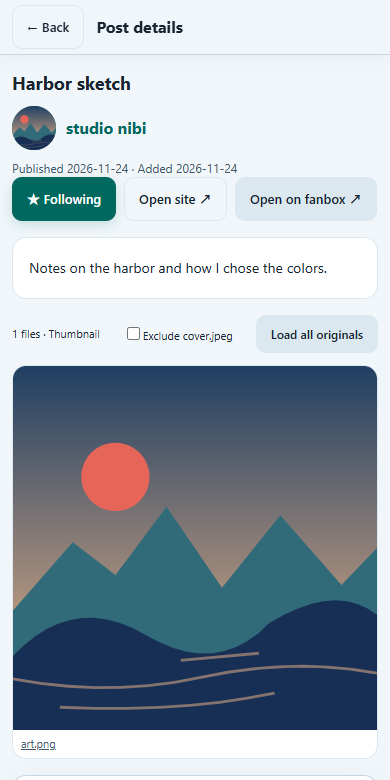 ← Back
Post details
Harbor sketch
studio nibi
Published 2026-11-24 · Added 2026-11-24
★ Following
Open site ↗
Open on fanbox ↗
Notes on the harbor and how I chose the colors.
1 files · Thumbnail
Exclude cover.jpeg
Load all originals
art.png